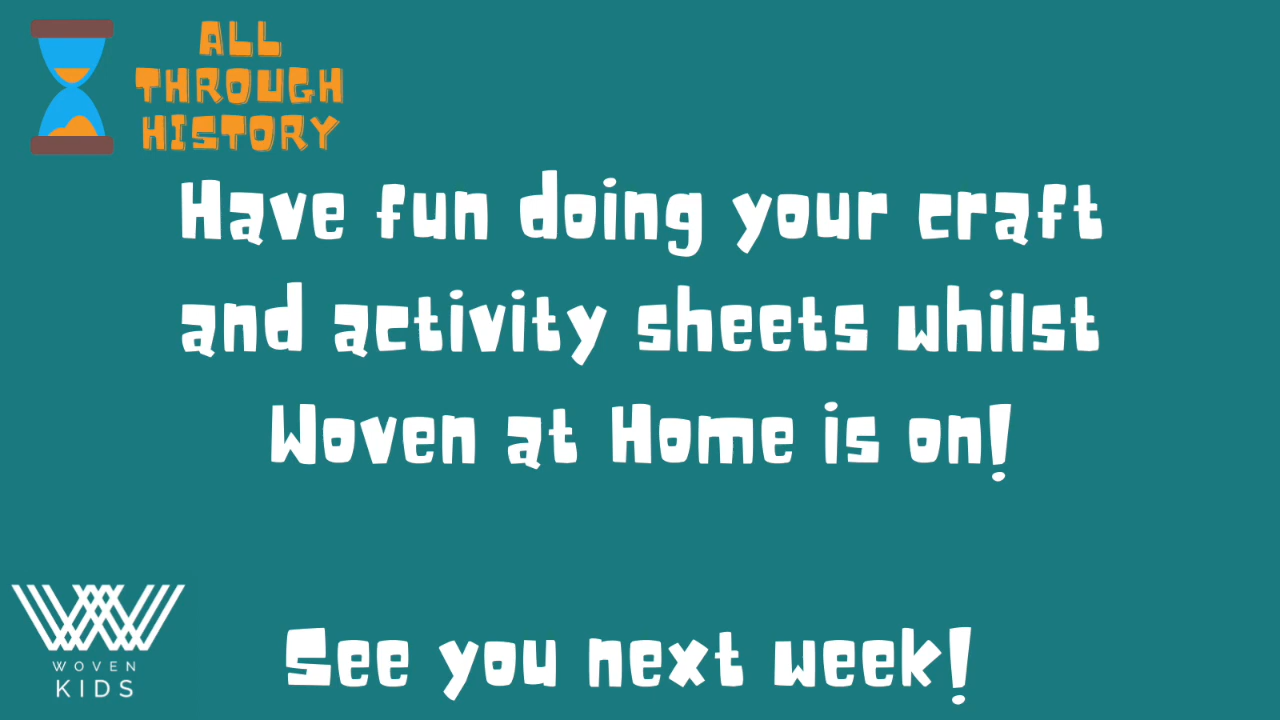 ALL
THROUGH
HISTORY
Have fun doing your craft
and activity sheets whilst
Woven at Home is on!
WOVEN
KIDS
See you next week!